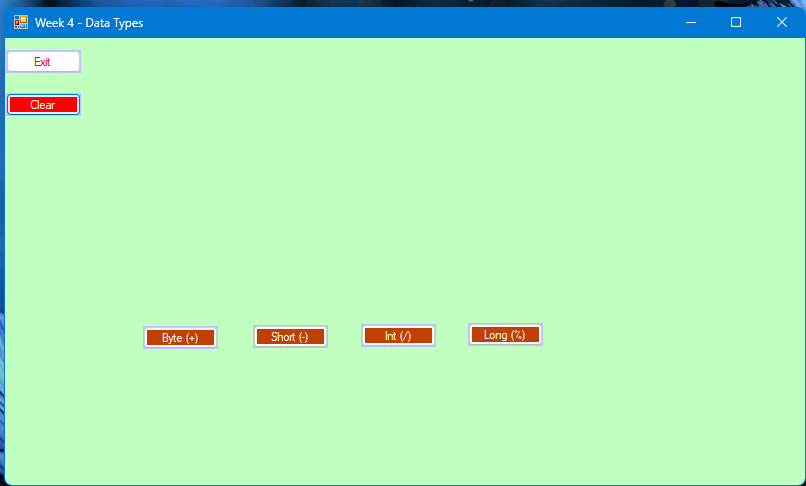 Week 4 - Data Types
Exit
Clear
Byte (+)
Short (-)
Int (/)
Long (%)